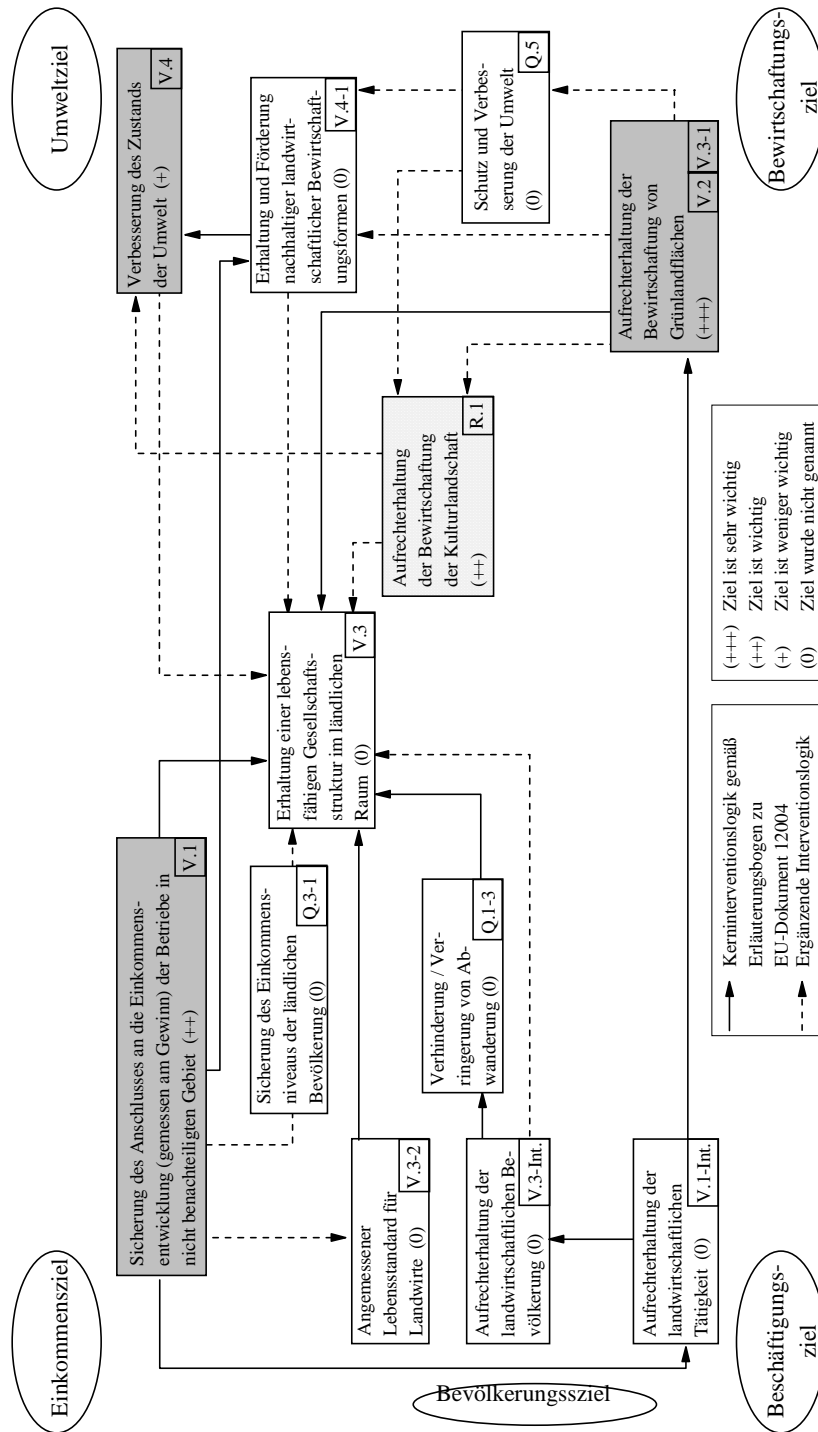 Einkommensziel
Umweltziel
Sicherung des Anschlusses an die Einkommens-
entwicklung (gemessen am Gewinn) der Betriebe in
nicht benachteiligten Gebiet (++)
V.1
Verbesserung des Zustands
der Umwelt (+)
V.4
Sicherung des Einkommens-
niveaus der ländlichen
Bevölkerung (0)
Q.3-1
Erhaltung einer lebens-
fähigen Gesellschafts-
struktur im ländlichen
Raum (0)
V.3
Erhaltung und Förderung
nachhaltiger landwirt-
schaftlicher Bewirtschaft-
ungsformen (0)
V.4-1
Angemessener
Lebensstandard für
Landwirte (0)
V.3-2
Aufrechterhaltung
der Bewirtschaftung
der Kulturlandschaft
(++)
R.1
Bevölkerungssziel
Aufrechterhaltung der
landwirtschaftlichen Be-
völkerung (0)
V.3-Int.
Verhinderung / Ver-
ringerung von Ab-
wanderung (0)
Q.1-3
Schutz und Verbes-
serung der Umwelt
(0)
Q.5
Aufrechterhaltung der
landwirtschaftlichen
Tätigkeit (0)
V.1-Int.
Aufrechterhaltung der
Bewirtschaftung von
Grünlandflächen
(+++)
V.2
V.3-1
Beschäftigungs-
ziel
Kerninterventionslogik gemäß
Erläuterungsbogen zu
EU-Dokument 12004
Ergänzende Interventionslogik
(+++) Ziel ist sehr wichtig
(++) Ziel ist wichtig
(+) Ziel ist weniger wichtig
(0) Ziel wurde nicht genannt
Bewirtschaftungs-
ziel